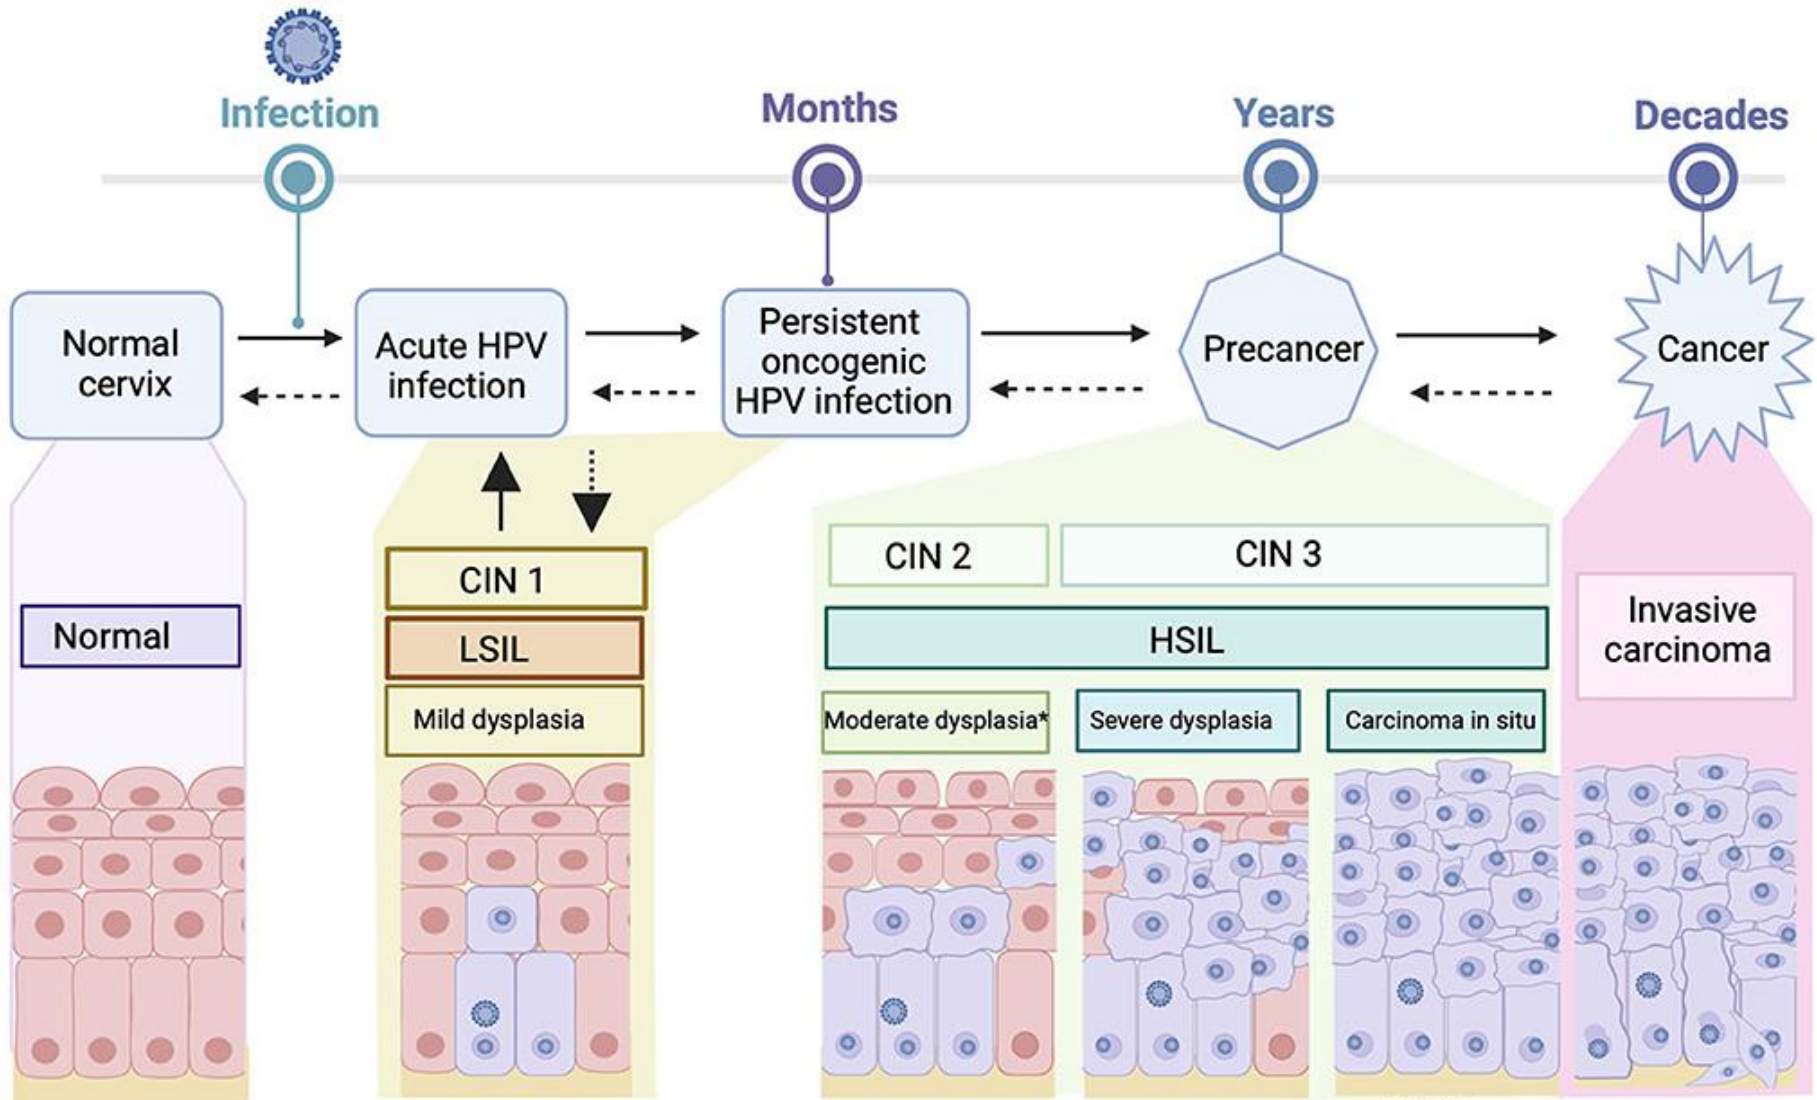 Infection
Months
Years
Decades
Normal
cervix
Acute HPV
infection
Persistent
oncogenic
HPV infection
Precancer
Cancer
CIN 1
LSIL
Mild dysplasia
Normal
CIN 2
CIN 3
HSIL
Moderate dysplasia*
Severe dysplasia
Carcinoma in situ
Invasive
carcinoma